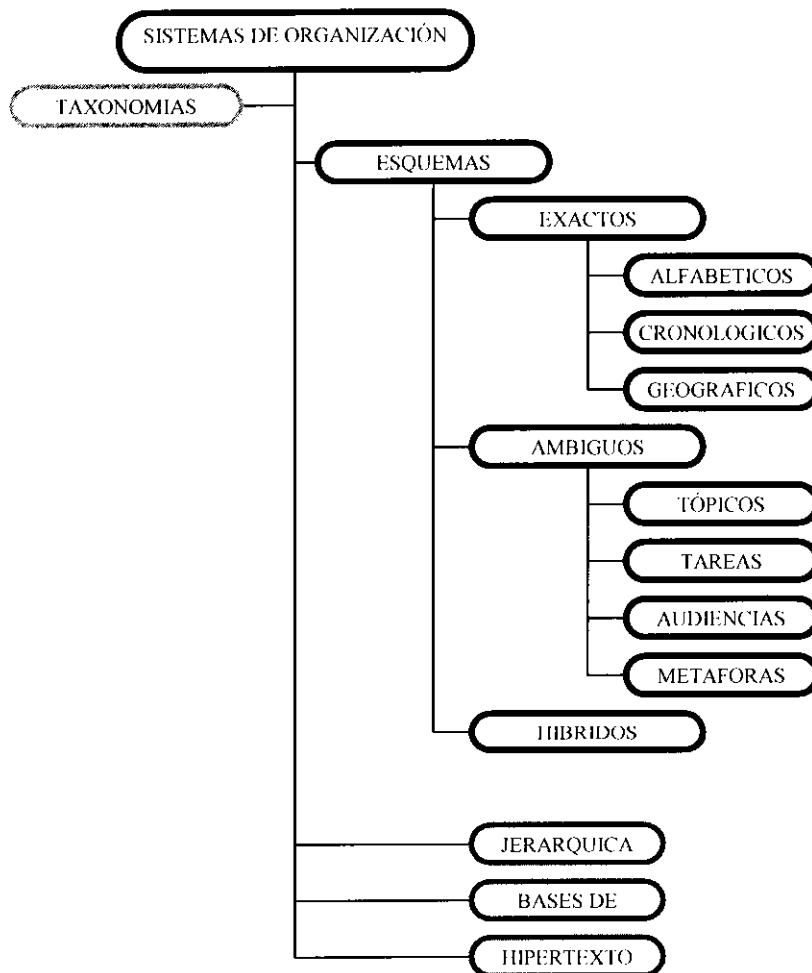 SISTEMAS DE ORGANIZACIÓN
TAXONOMIAS
ESQUEMAS
EXACTOS
ALFABETICOS
CRONOLOGICOS
GEOGRAFICOS
AMBIGUOS
TÓPICOS
TAREAS
AUDIENCIAS
METAFORAS
HIBRIDOS
JERARQUICA
BASES DE
HIPERTEXTO